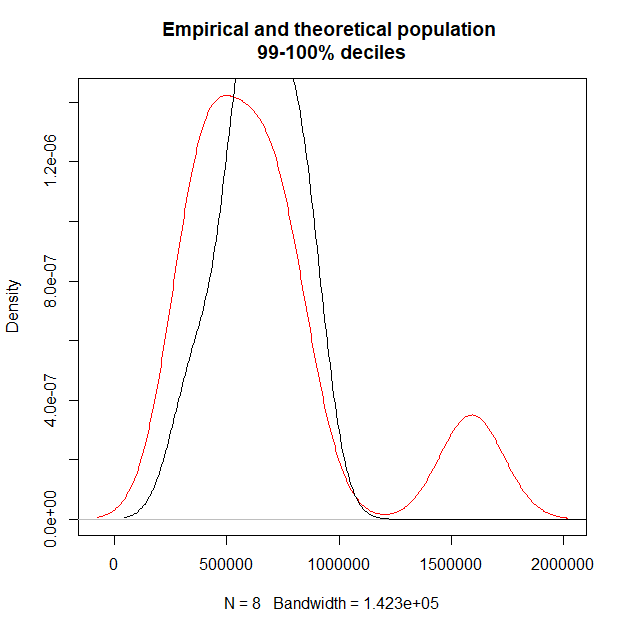 Empirical and theoretical population
99-100% deciles
Density
0.0e+00
4.0e-07
8.0e-07
1.2e-06
0
500000
1000000
1500000
2000000
N = 8 Bandwidth = 1.423e+05